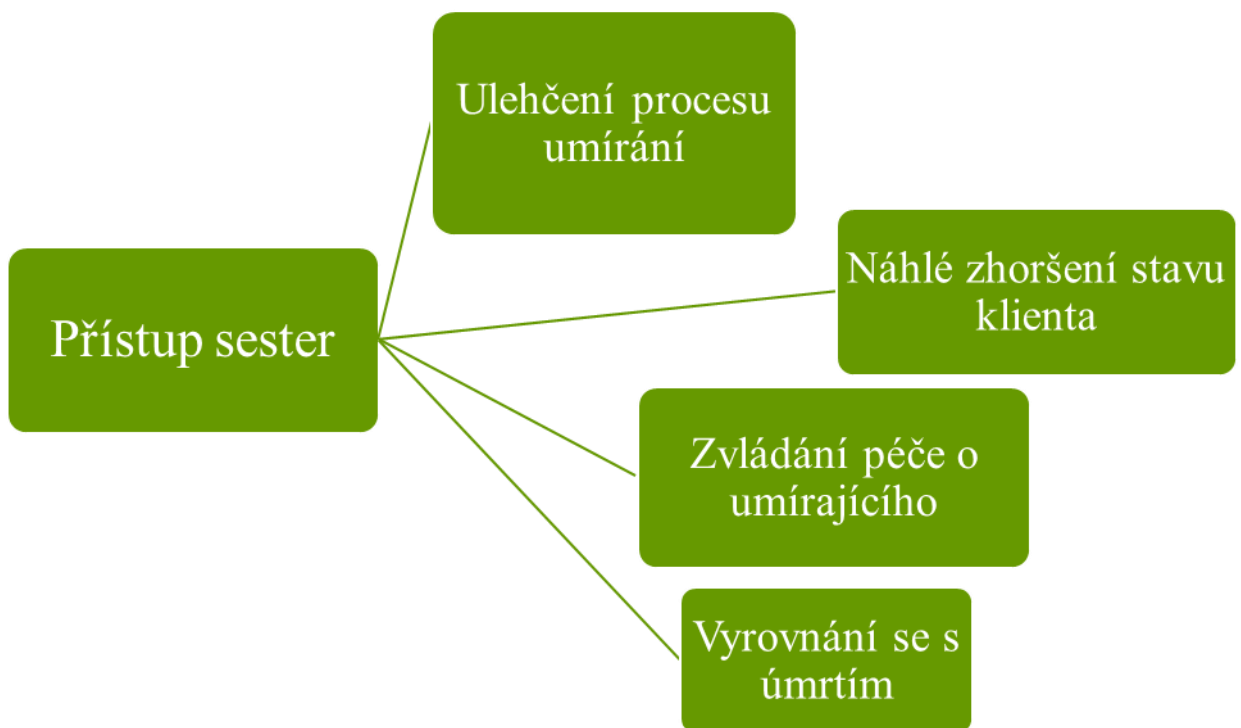 Ulehčení procesu
umírání
Přístup sester
Náhlé zhoršení stavu
klienta
Zvládání péče o
umírajícího
Vyrovnání se s
úmrtím